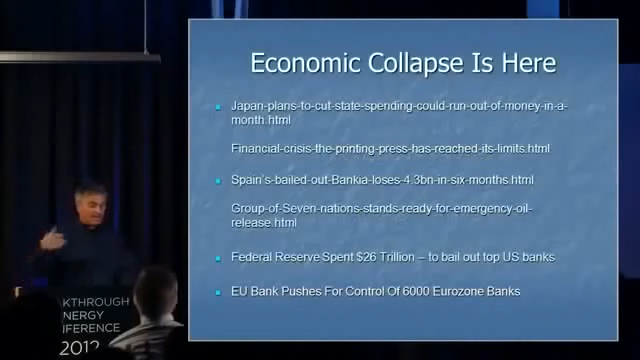 Economic Collapse Is Here
Japan-plans-to-cut-state-spending-could-run-out-of-money-in-a-
month.html
Financial-crisis-the-printing-press-has-reached-its-limits.html
Spain's-bailed-out-Bankia-loses-4.3bn-in-six-months.html
Group-of-Seven-nations-stands-ready-for-emergency-oil-
release.html
Federal Reserve Spent $26 Trillion – to bail out top US banks
EU Bank Pushes For Control Of 6000 Eurozone Banks
AKTHROUGH
NERGY
NFERENCE
2012